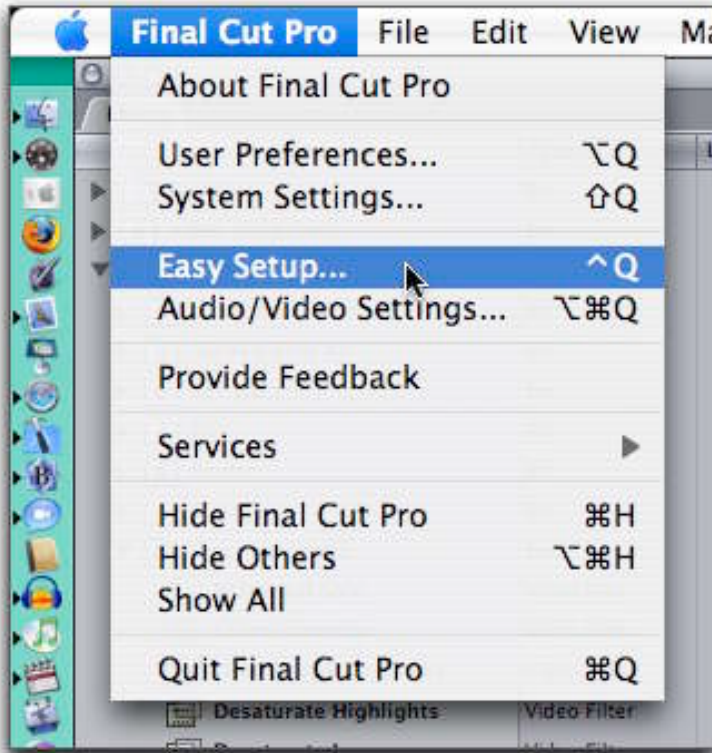 Final Cut Pro File Edit View
About Final Cut Pro
User Preferences... ⌥Q
System Settings... ⇧Q
Easy Setup... ^Q
Audio/Video Settings... ⌥⌘Q
Provide Feedback
Services
Hide Final Cut Pro ⌘H
Hide Others ⌥⌘H
Show All
Quit Final Cut Pro ⌘Q
Desaturate Highlights Video Filter